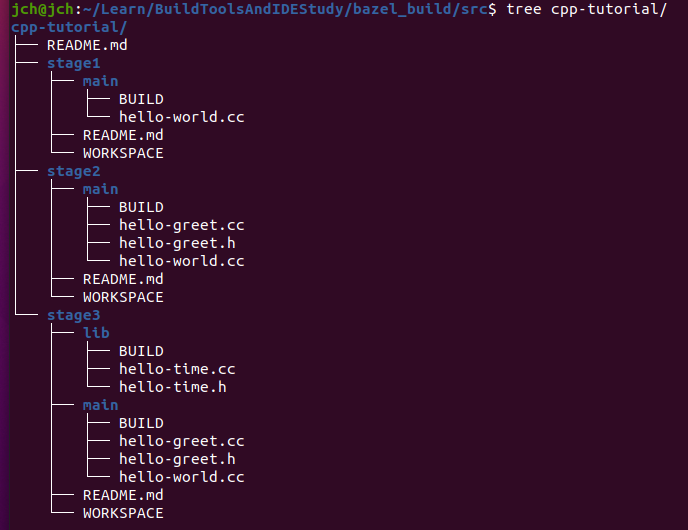 jch@jch:~/Learn/BuildToolsAndIDEStudy/bazel_build/src$ tree cpp-tutorial/
cpp-tutorial/
├── README.md
├── stage1
│   ├── main
│   │   ├── BUILD
│   │   └── hello-world.cc
│   ├── README.md
│   └── WORKSPACE
├── stage2
│   ├── main
│   │   ├── BUILD
│   │   ├── hello-greet.cc
│   │   ├── hello-greet.h
│   │   └── hello-world.cc
│   ├── README.md
│   └── WORKSPACE
└── stage3
    ├── lib
    │   ├── BUILD
    │   ├── hello-time.cc
    │   └── hello-time.h
    ├── main
    │   ├── BUILD
    │   ├── hello-greet.cc
    │   ├── hello-greet.h
    │   └── hello-world.cc
    ├── README.md
    └── WORKSPACE